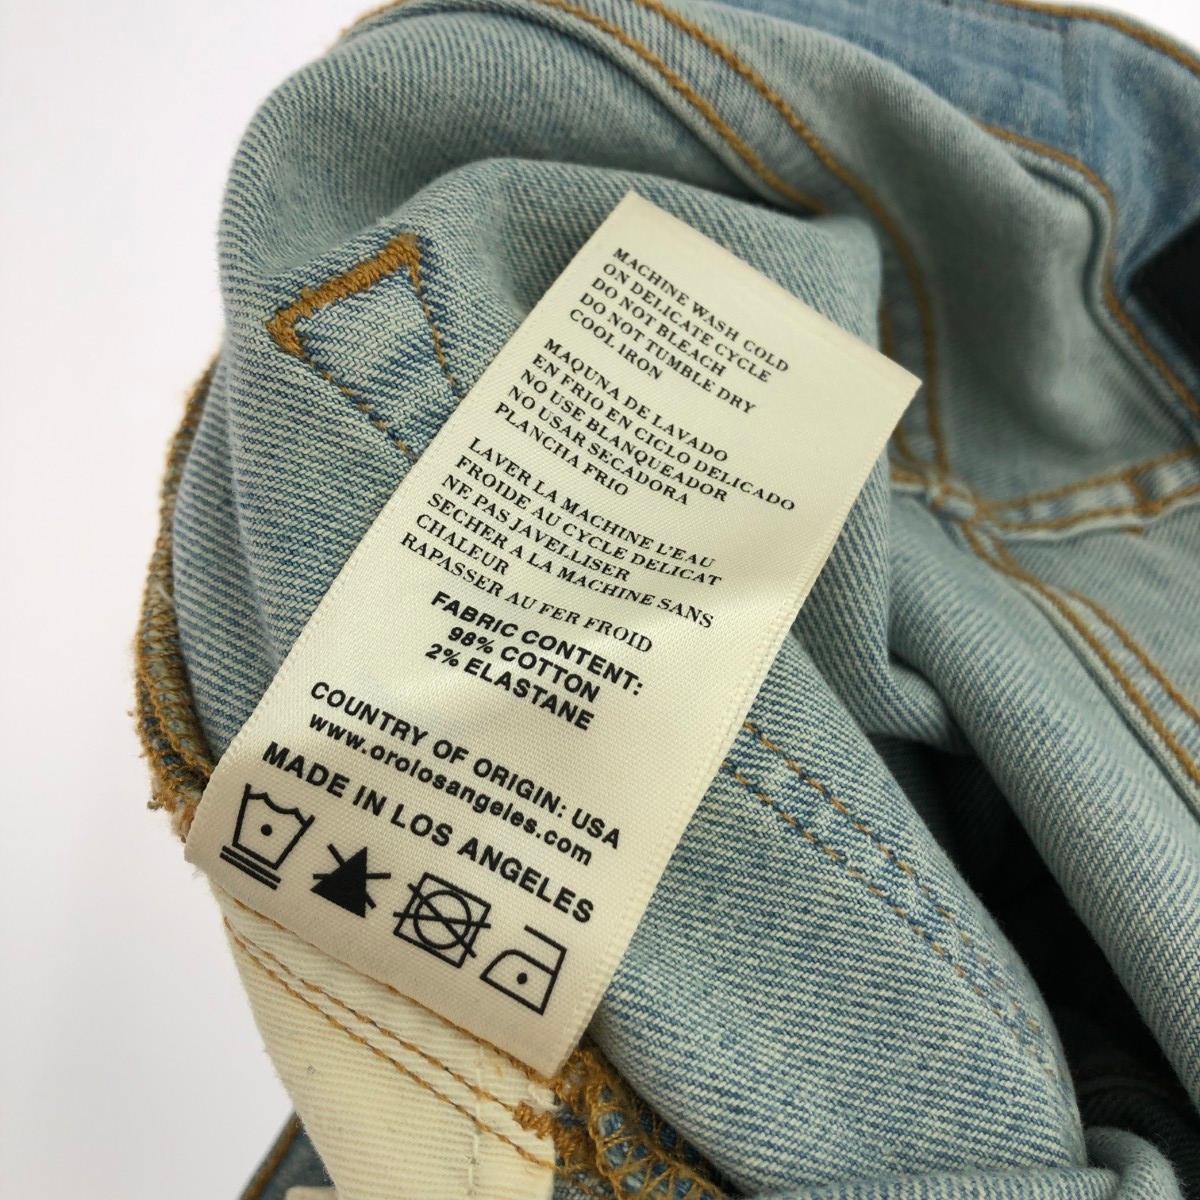 MACHINE WASH COLD
ON DELICATE CYCLE
DO NOT BLEACH
DO NOT TUMBLE DRY
COOL IRON
MAQUNA DE LAVADO
EN FRIO EN CICLO DELICADO
NO USE BLANQUEADOR
NO USAR SECADORA
PLANCHA FRIO
LAVER LA MACHINE L'EAU
FROIDE AU CYCLE DELICAT
NE PAS JAVELLISER
SECHER A LA MACHINE SANS
CHALEUR
RAPASSER AU FER FROID
FABRIC CONTENT:
98% COTTON
2% ELASTANE
COUNTRY OF ORIGIN: USA
www.orolosangeles.com
MADE IN LOS ANGELES